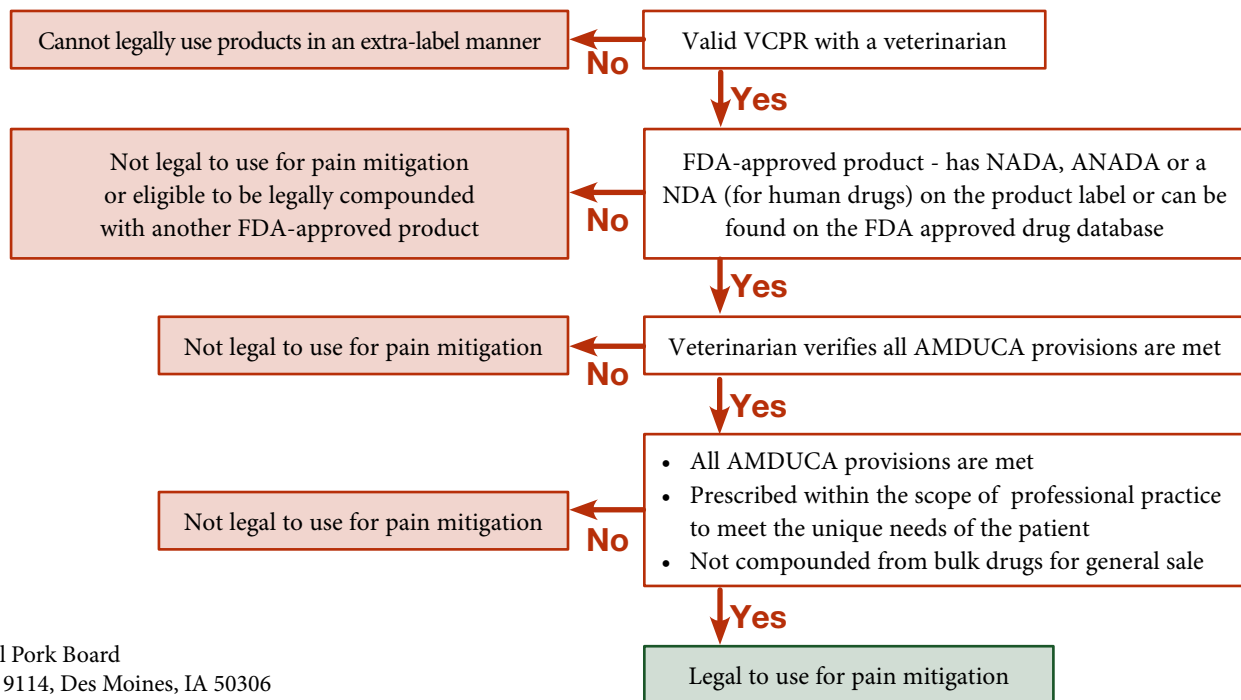 Cannot legally use products in an extra-label manner
No
Valid VCPR with a veterinarian
Yes
Not legal to use for pain mitigation
or eligible to be legally compounded
with another FDA-approved product
No
FDA-approved product - has NADA, ANADA or a
NDA (for human drugs) on the product label or can be
found on the FDA approved drug database
Yes
Not legal to use for pain mitigation
No
Veterinarian verifies all AMDUCA provisions are met
Yes
Not legal to use for pain mitigation
No
• All AMDUCA provisions are met
• Prescribed within the scope of professional practice
to meet the unique needs of the patient
• Not compounded from bulk drugs for general sale
Yes
Legal to use for pain mitigation
l Pork Board
9114, Des Moines, IA 50306